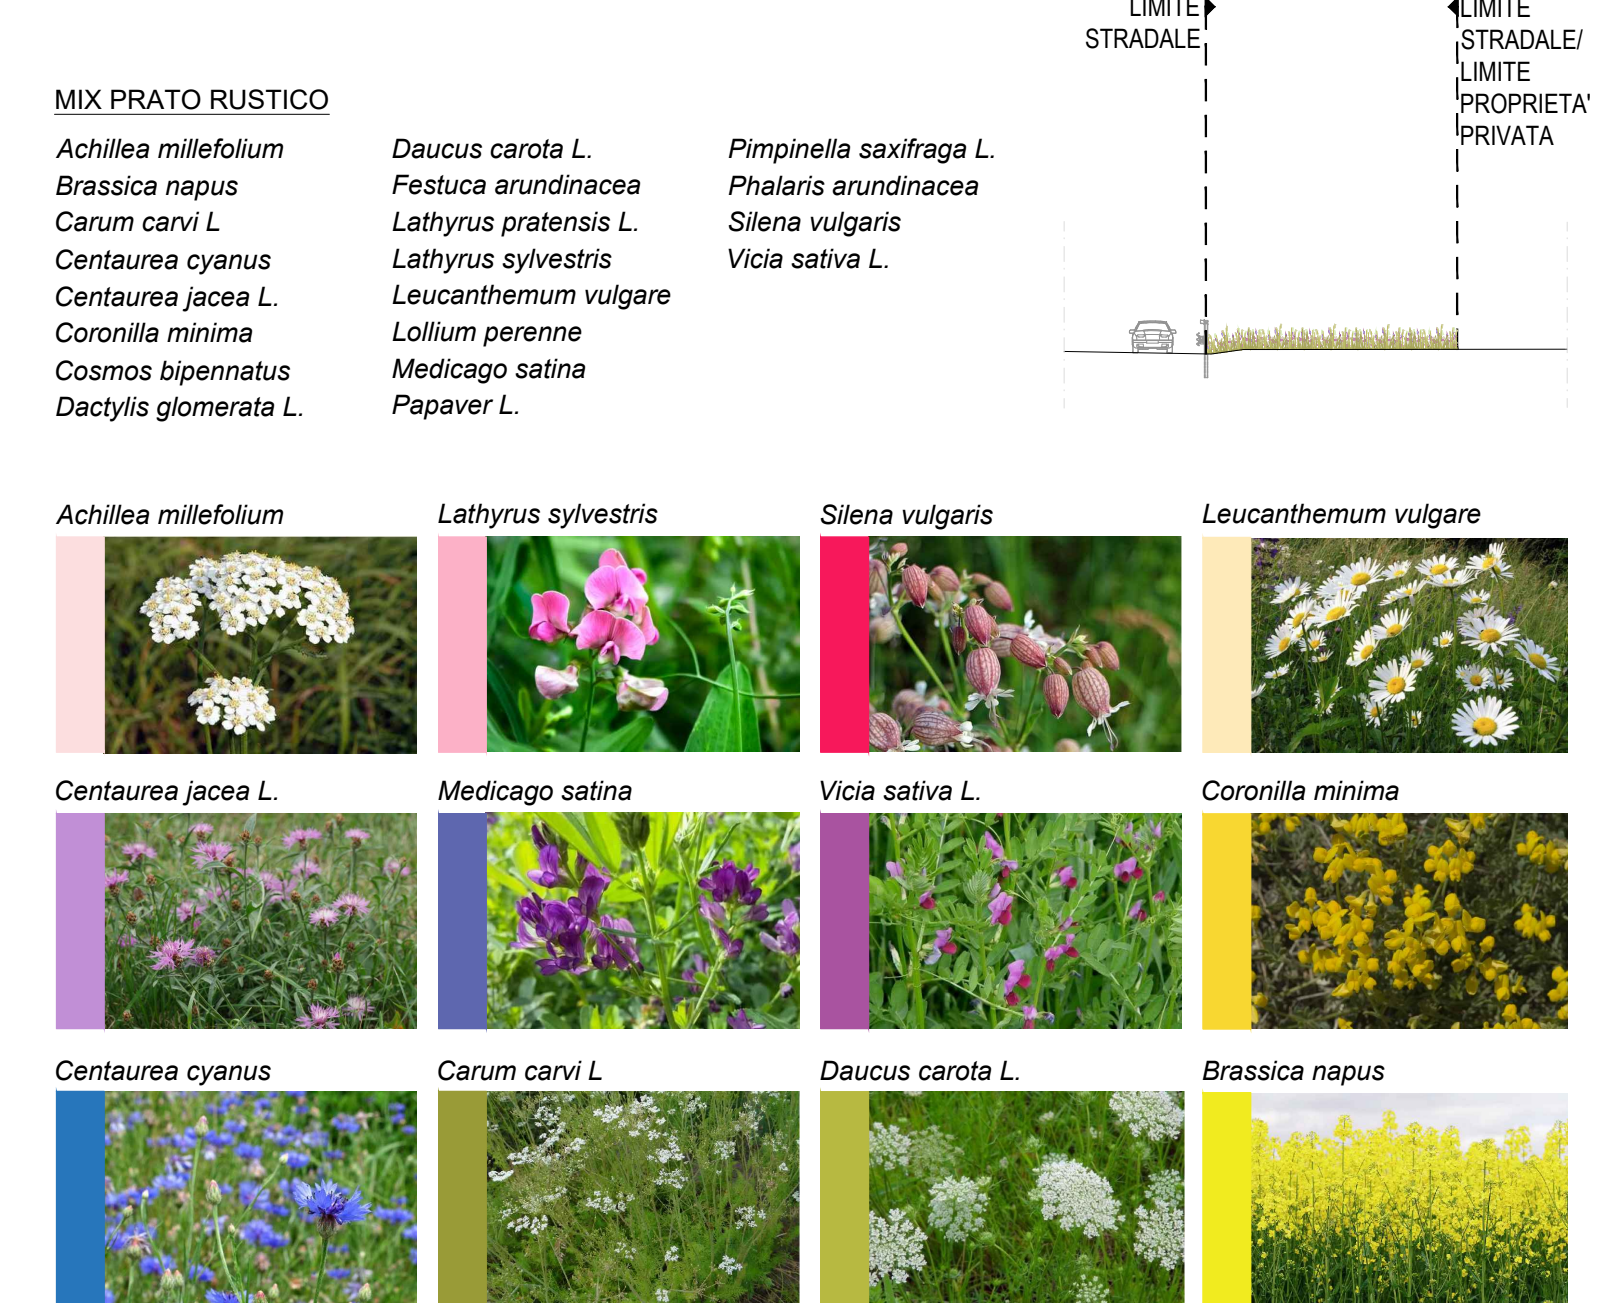 LIMITE
STRADALE
LIMITE
STRADALE/
LIMITE
PROPRIETA'
PRIVATA
MIX PRATO RUSTICO
Achillea millefolium
Brassica napus
Carum carvi L
Centaurea cyanus
Centaurea jacea L.
Coronilla minima
Cosmos bipennatus
Dactylis glomerata L.
Daucus carota L.
Festuca arundinacea
Lathyrus pratensis L.
Lathyrus sylvestris
Leucanthemum vulgare
Lollium perenne
Medicago satina
Papaver L.
Pimpinella saxifraga L.
Phalaris arundinacea
Silena vulgaris
Vicia sativa L.
Achillea millefolium
Lathyrus sylvestris
Silena vulgaris
Leucanthemum vulgare
Centaurea jacea L.
Medicago satina
Vicia sativa L.
Coronilla minima
Centaurea cyanus
Carum carvi L
Daucus carota L.
Brassica napus